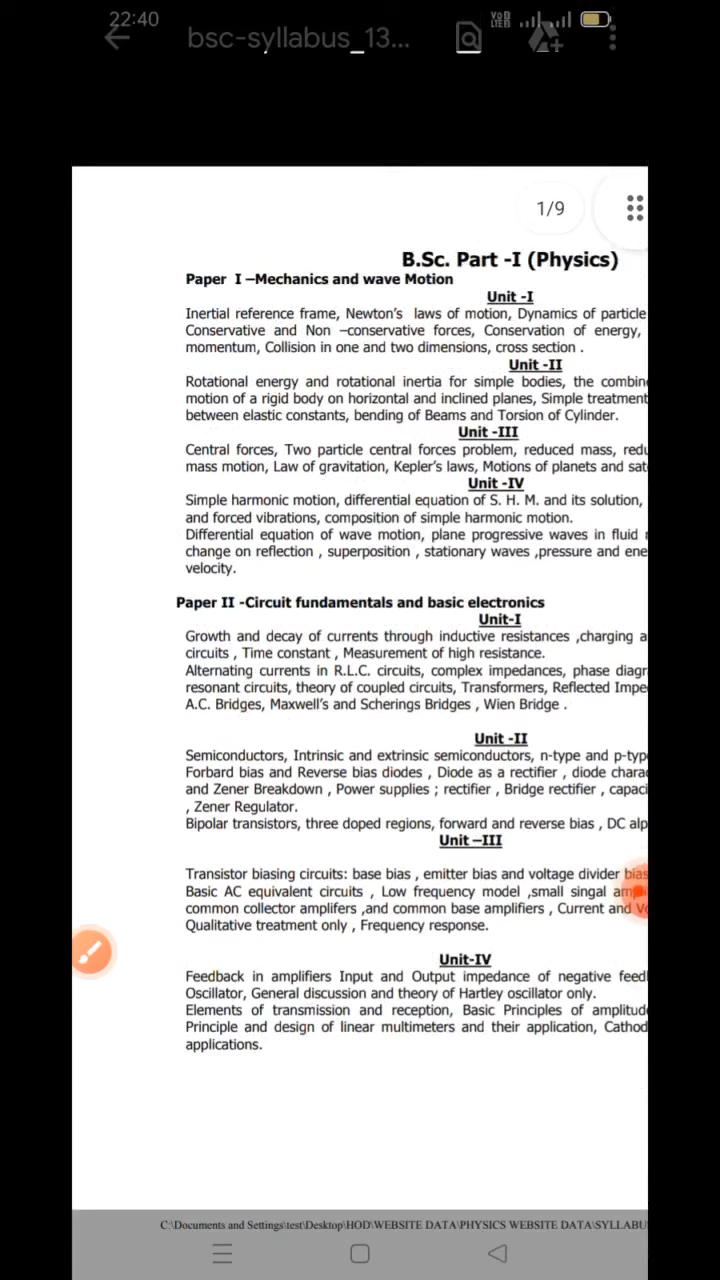 22:40
bsc-syllabus_13...
1/9
B.Sc. Part -I (Physics)
Paper I –Mechanics and wave Motion
Unit -I
Inertial reference frame, Newton's laws of motion, Dynamics of particle
Conservative and Non –conservative forces, Conservation of energy,
momentum, Collision in one and two dimensions, cross section .
Unit -II
Rotational energy and rotational inertia for simple bodies, the combin
motion of a rigid body on horizontal and inclined planes, Simple treatment
between elastic constants, bending of Beams and Torsion of Cylinder.
Unit -III
Central forces, Two particle central forces problem, reduced mass, redu
mass motion, Law of gravitation, Kepler's laws, Motions of planets and sat
Unit -IV
Simple harmonic motion, differential equation of S. H. M. and its solution,
and forced vibrations, composition of simple harmonic motion.
Differential equation of wave motion, plane progressive waves in fluid
change on reflection , superposition , stationary waves ,pressure and ene
velocity.
Paper II -Circuit fundamentals and basic electronics
Unit-I
Growth and decay of currents through inductive resistances ,charging a
circuits , Time constant , Measurement of high resistance.
Alternating currents in R.L.C. circuits, complex impedances, phase diagr
resonant circuits, theory of coupled circuits, Transformers, Reflected Impe
A.C. Bridges, Maxwell's and Scherings Bridges , Wien Bridge .
Unit -II
Semiconductors, Intrinsic and extrinsic semiconductors, n-type and p-typ
Forbard bias and Reverse bias diodes , Diode as a rectifier , diode chara
and Zener Breakdown , Power supplies ; rectifier , Bridge rectifier , capaci
, Zener Regulator.
Bipolar transistors, three doped regions, forward and reverse bias , DC alp
Unit –III
Transistor biasing circuits: base bias , emitter bias and voltage divider bias
Basic AC equivalent circuits , Low frequency model ,small singal am
common collector amplifers ,and common base amplifiers , Current and Vo
Qualitative treatment only , Frequency response.
Unit-IV
Feedback in amplifiers Input and Output impedance of negative feed
Oscillator, General discussion and theory of Hartley oscillator only.
Elements of transmission and reception, Basic Principles of amplitud
Principle and design of linear multimeters and their application, Cathod
applications.
C:\Documents and Settings\test\Desktop\HOD\WEBSITE DATA\PHYSICS WEBSITE DATA\SYLLABU